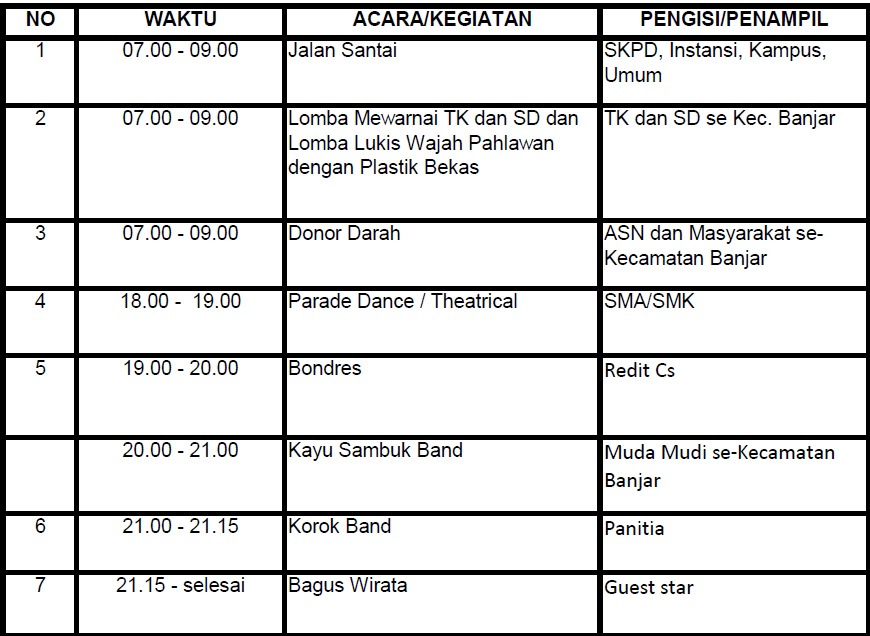 NO WAKTU ACARA/KEGIATAN PENGISI/PENAMPIL
1 07.00 - 09.00 Jalan Santai SKPD, Instansi, Kampus,
Umum
2 07.00 - 09.00 Lomba Mewarnai TK dan SD dan TK dan SD se Kec. Banjar
Lomba Lukis Wajah Pahlawan
dengan Plastik Bekas
3 07.00 - 09.00 Donor Darah ASN dan Masyarakat se-
Kecamatan Banjar
4 18.00 - 19.00 Parade Dance / Theatrical SMA/SMK
5 19.00 - 20.00 Bondres Redit Cs
20.00 - 21.00 Kayu Sambuk Band Muda Mudi se-Kecamatan
Banjar
6 21.00 - 21.15 Korok Band Panitia
7 21.15 - selesai Bagus Wirata Guest star